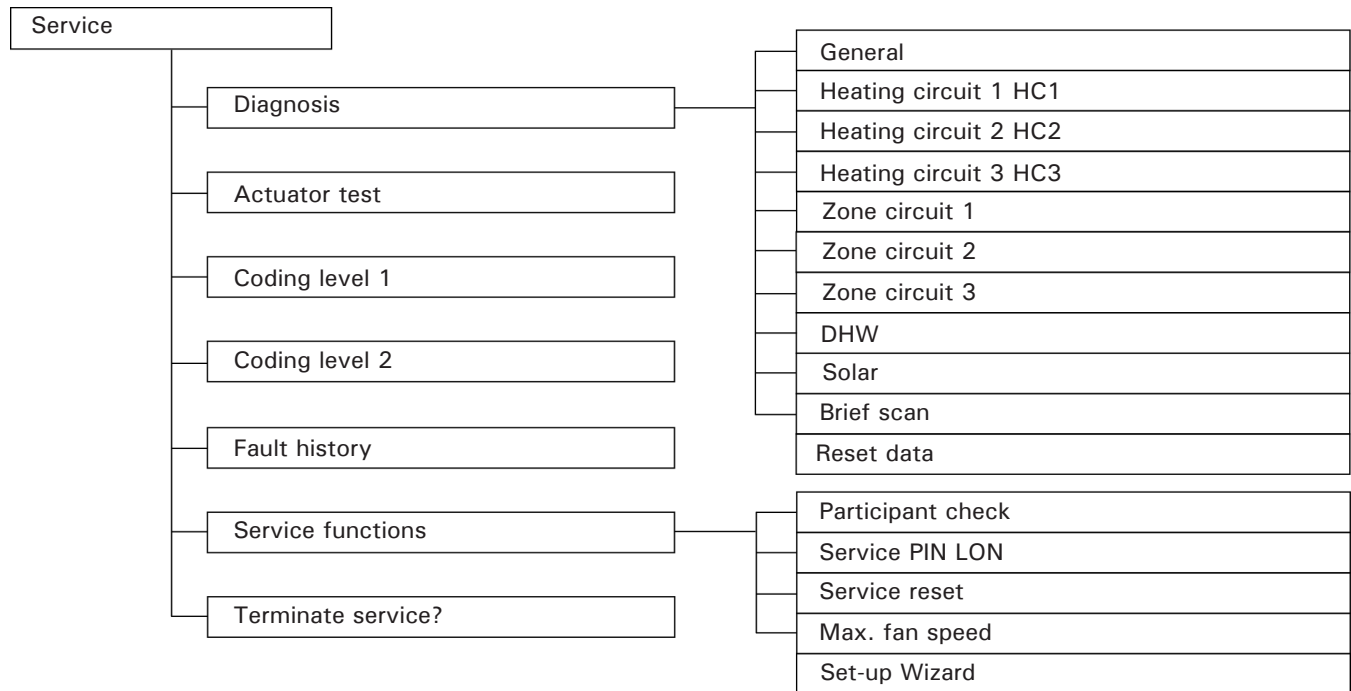 Service
Diagnosis
Actuator test
Coding level 1
Coding level 2
Fault history
Service functions
Terminate service?
General
Heating circuit 1 HC1
Heating circuit 2 HC2
Heating circuit 3 HC3
Zone circuit 1
Zone circuit 2
Zone circuit 3
DHW
Solar
Brief scan
Reset data
Participant check
Service PIN LON
Service reset
Max. fan speed
Set-up Wizard